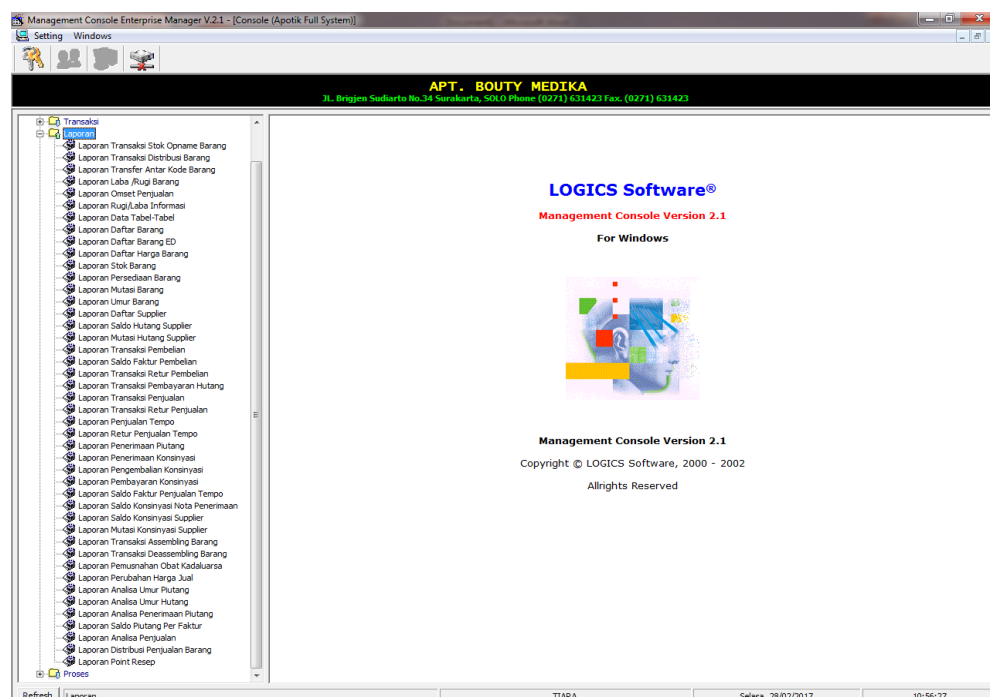 Management Console Enterprise Manager V.2.1 - [Console (Apotik Full System)]
Setting Windows
APT. BOUTY MEDIKA
JL. Brigjen Sudiarto No.34 Surakarta, SOLO Phone (0271) 631423 Fax. (0271) 631423
Transaksi
Laporan
Laporan Transaksi Stok Opname Barang
Laporan Transaksi Distribusi Barang
Laporan Transfer Antar Kode Barang
Laporan Laba /Rugi Barang
Laporan Omset Penjualan
Laporan Rugi/Laba Informasi
Laporan Data Tabel-Tabel
Laporan Daftar Barang
Laporan Daftar Barang ED
Laporan Daftar Harga Barang
Laporan Stok Barang
Laporan Persediaan Barang
Laporan Mutasi Barang
Laporan Umur Barang
Laporan Daftar Supplier
Laporan Saldo Hutang Supplier
Laporan Mutasi Hutang Supplier
Laporan Transaksi Pembelian
Laporan Saldo Faktur Pembelian
Laporan Transaksi Retur Pembelian
Laporan Transaksi Pembayaran Hutang
Laporan Transaksi Penjualan
Laporan Transaksi Retur Penjualan
Laporan Penjualan Tempo
Laporan Retur Penjualan Tempo
Laporan Penerimaan Piutang
Laporan Penerimaan Konsinyasi
Laporan Pengembalian Konsinyasi
Laporan Pembayaran Konsinyasi
Laporan Saldo Faktur Penjualan Tempo
Laporan Saldo Konsinyasi Nota Penerimaan
Laporan Saldo Konsinyasi Supplier
Laporan Mutasi Konsinyasi Supplier
Laporan Transaksi Assembling Barang
Laporan Transaksi Deassembling Barang
Laporan Pemusnahan Obat Kadaluarsa
Laporan Perubahan Harga Jual
Laporan Analisa Umur Piutang
Laporan Analisa Umur Hutang
Laporan Analisa Penerimaan Piutang
Laporan Saldo Piutang Per Faktur
Laporan Analisa Penjualan
Laporan Distribusi Penjualan Barang
Laporan Point Resep
Proses
LOGICS Software®
Management Console Version 2.1
For Windows
Management Console Version 2.1
Copyright © LOGICS Software, 2000 - 2002
Allrights Reserved
Refresh Laporan TIARA Selasa, 28/02/2017 10:56:27